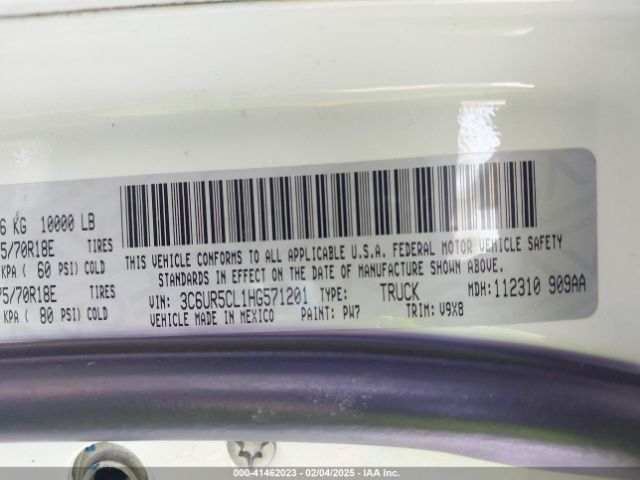 6 KG 10000 LB
5/70R18E TIRES
KPA ( 60 PSI) COLD
5/70R18E TIRES
KPA ( 80 PSI) COLD
THIS VEHICLE CONFORMS TO ALL APPLICABLE U.S.A. FEDERAL MOTOR VEHICLE SAFETY
STANDARDS IN EFFECT ON THE DATE OF MANUFACTURE SHOWN ABOVE.
VIN: 3C6UR5CL1HG571201 TYPE: TRUCK MDH: 112310 909AA
VEHICLE MADE IN MEXICO PAINT: PW7 TRIM: V9X8
000-41462023 - 02/04/2025 - IAA Inc.